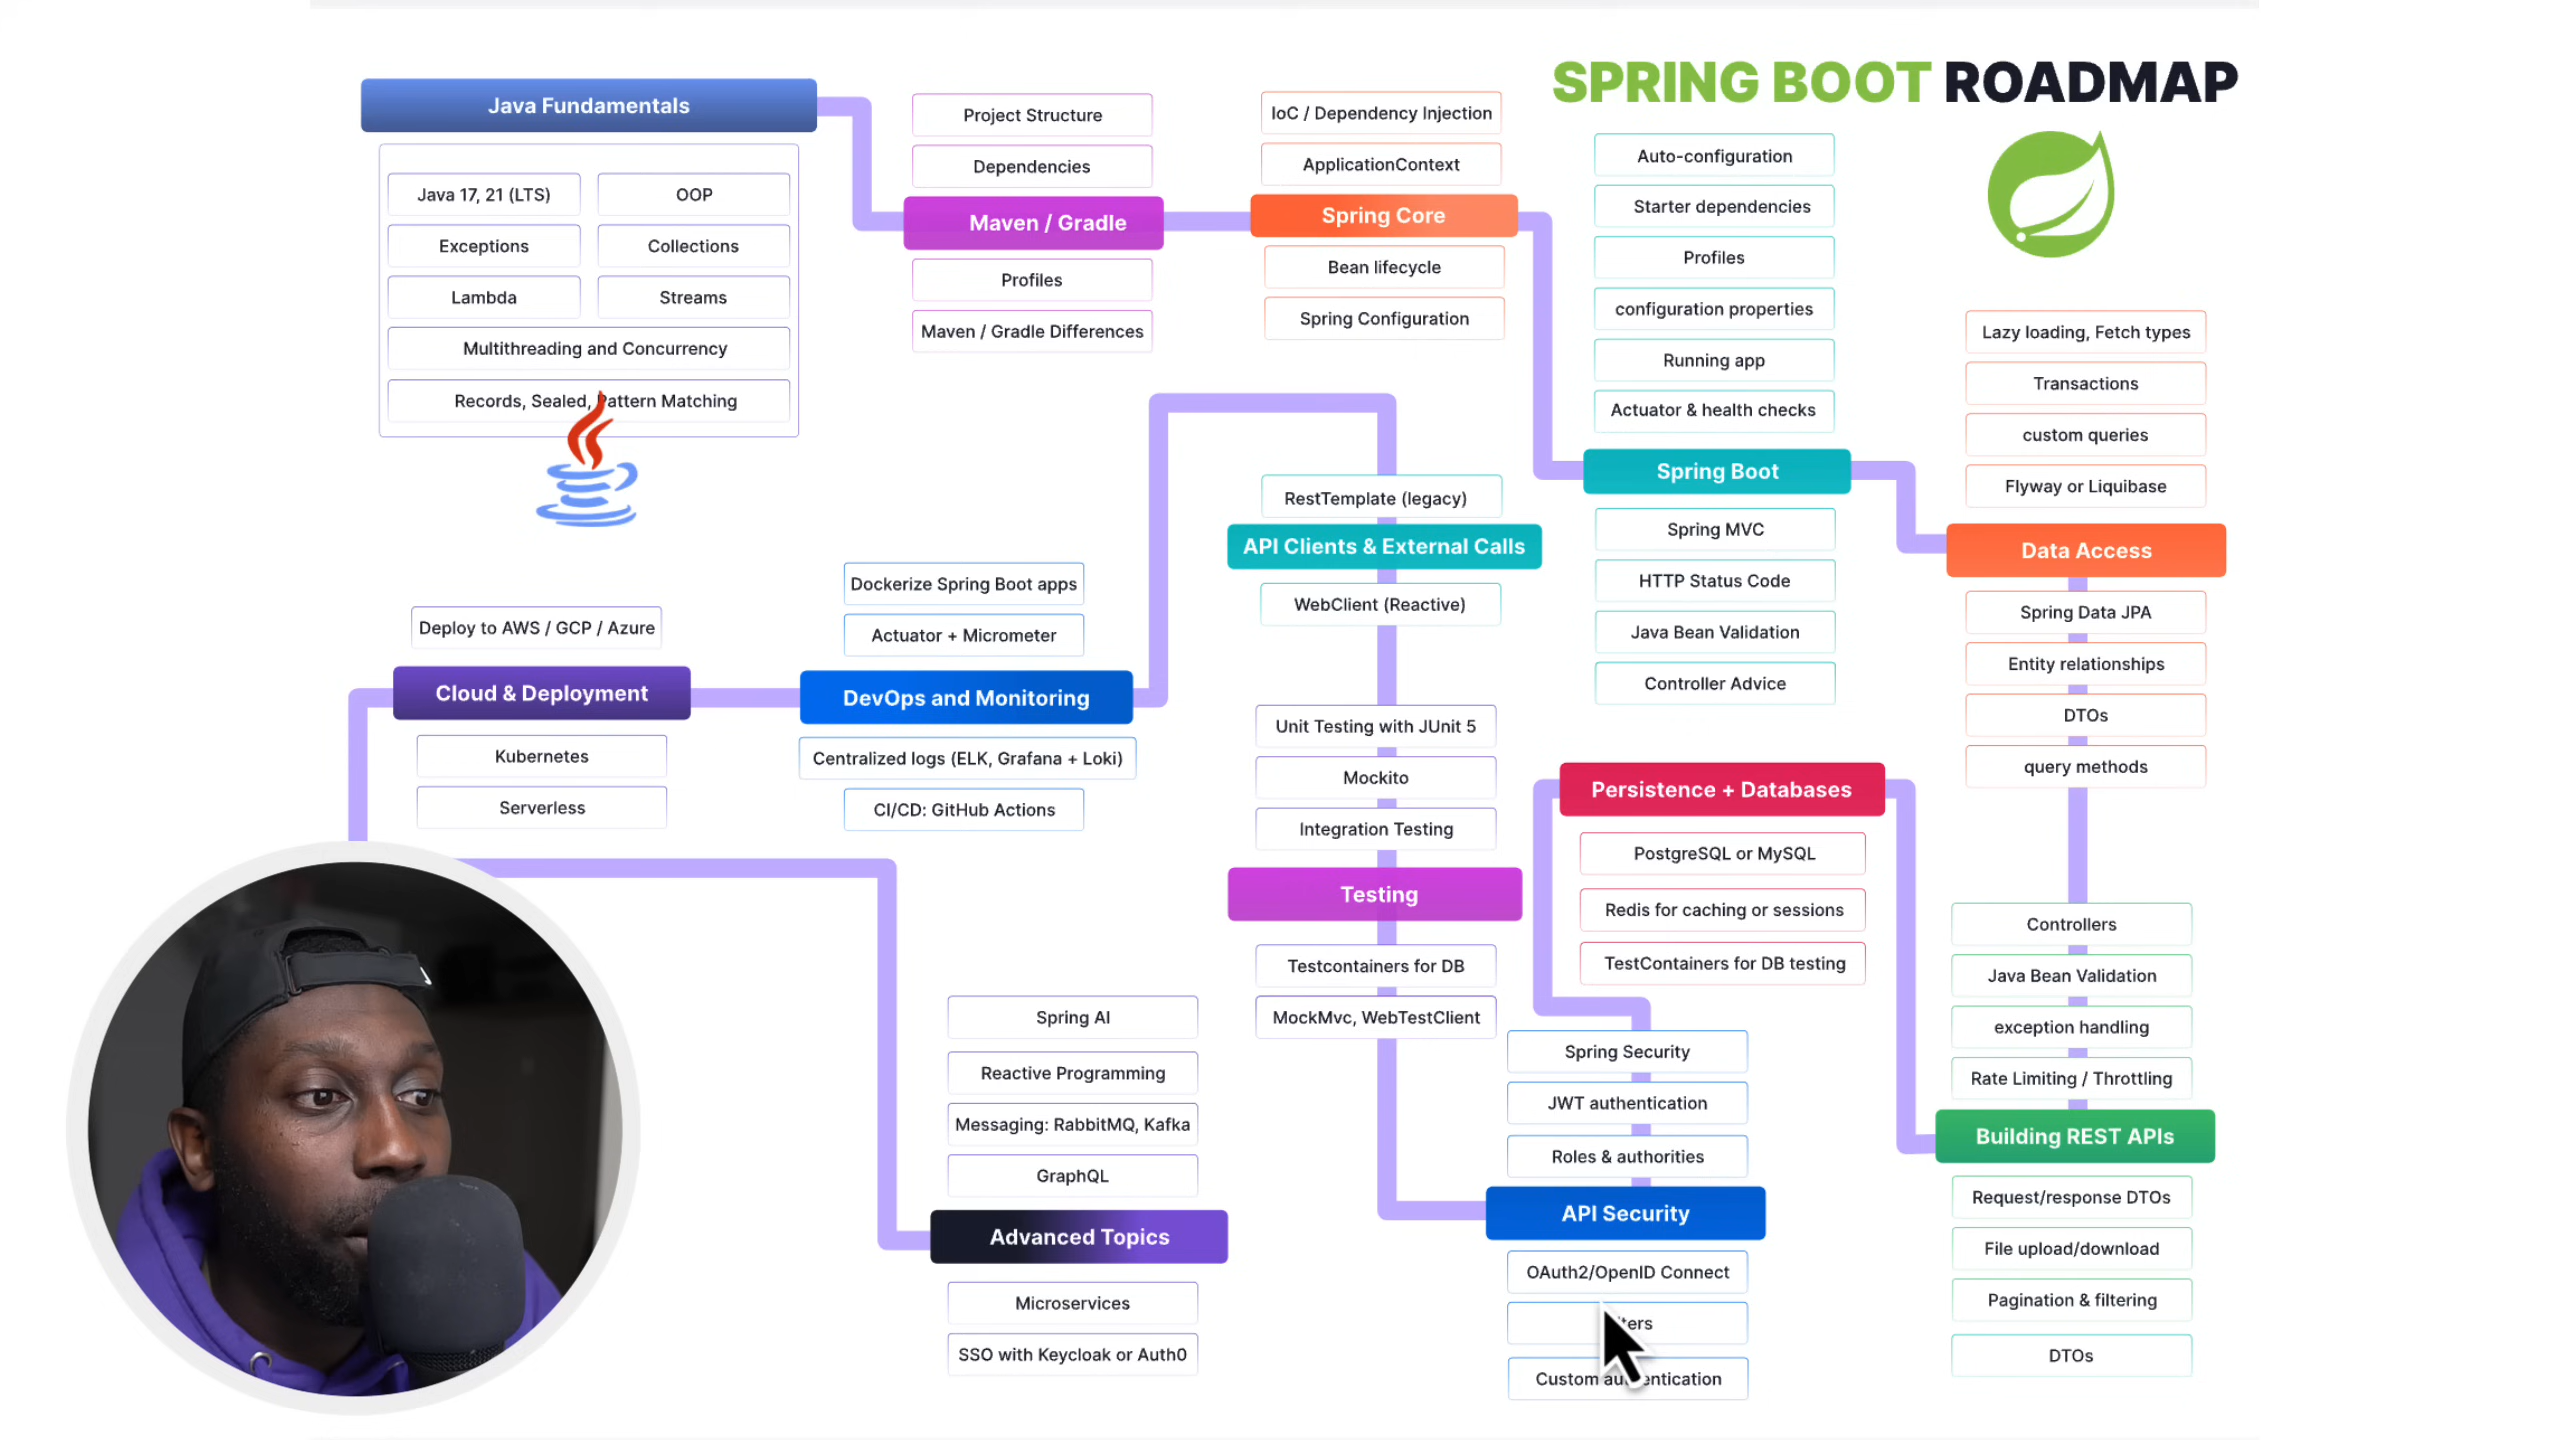 SPRING BOOT ROADMAP
Java Fundamentals
Java 17, 21 (LTS)
OOP
Exceptions
Collections
Lambda
Streams
Multithreading and Concurrency
Records, Sealed, Pattern Matching
Project Structure
Dependencies
Maven / Gradle
Profiles
Maven / Gradle Differences
IoC / Dependency Injection
ApplicationContext
Spring Core
Bean lifecycle
Spring Configuration
Auto-configuration
Starter dependencies
Profiles
configuration properties
Running app
Actuator & health checks
Spring Boot
Spring MVC
HTTP Status Code
Java Bean Validation
Controller Advice
Lazy loading, Fetch types
Transactions
custom queries
Flyway or Liquibase
Data Access
Spring Data JPA
Entity relationships
DTOs
query methods
Controllers
Java Bean Validation
exception handling
Rate Limiting / Throttling
Building REST APIs
Request/response DTOs
File upload/download
Pagination & filtering
DTOs
Persistence + Databases
PostgreSQL or MySQL
Redis for caching or sessions
TestContainers for DB testing
Spring Security
JWT authentication
Roles & authorities
API Security
OAuth2/OpenID Connect
Custom authentication
RestTemplate (legacy)
API Clients & External Calls
WebClient (Reactive)
Unit Testing with JUnit 5
Mockito
Integration Testing
Testing
Testcontainers for DB
MockMvc, WebTestClient
Dockerize Spring Boot apps
Actuator + Micrometer
DevOps and Monitoring
Centralized logs (ELK, Grafana + Loki)
CI/CD: GitHub Actions
Deploy to AWS / GCP / Azure
Cloud & Deployment
Kubernetes
Serverless
Spring AI
Reactive Programming
Messaging: RabbitMQ, Kafka
GraphQL
Advanced Topics
Microservices
SSO with Keycloak or Auth0